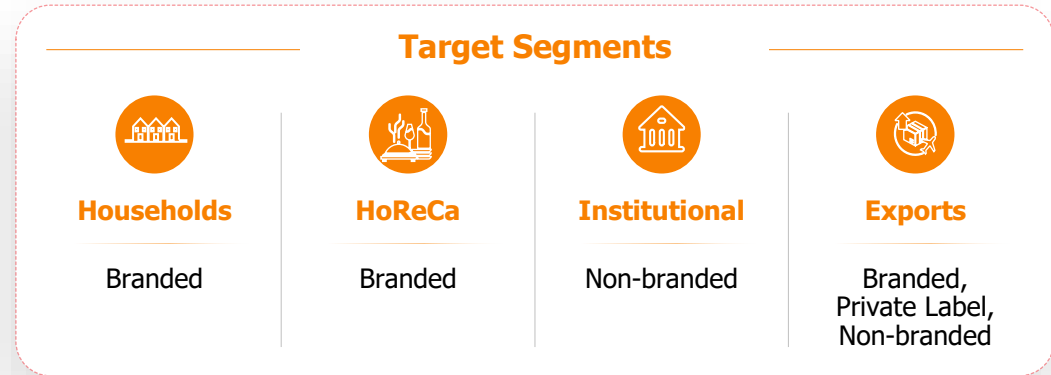 Target Segments
Households
HoReCa
Institutional
Exports
Branded
Branded
Non-branded
Branded,
Private Label,
Non-branded